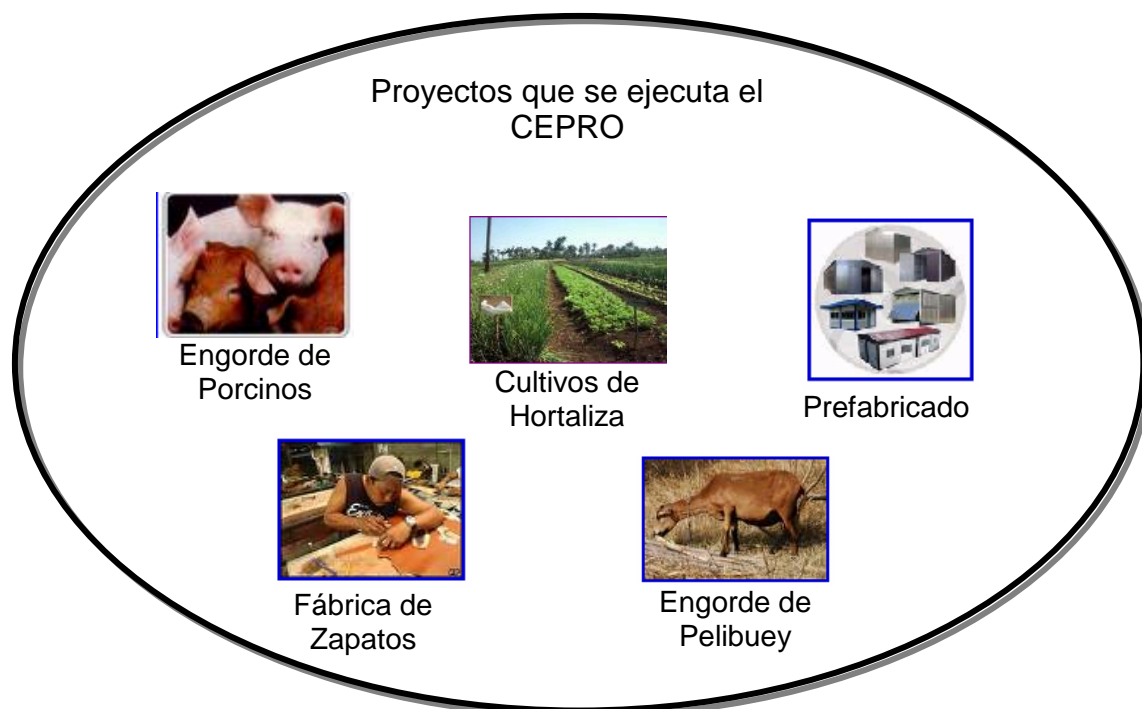 Proyectos que se ejecuta el
CEPRO
Engorde de
Porcinos
Cultivos de
Hortaliza
Prefabricado
Fábrica de
Zapatos
Engorde de
Pelibuey